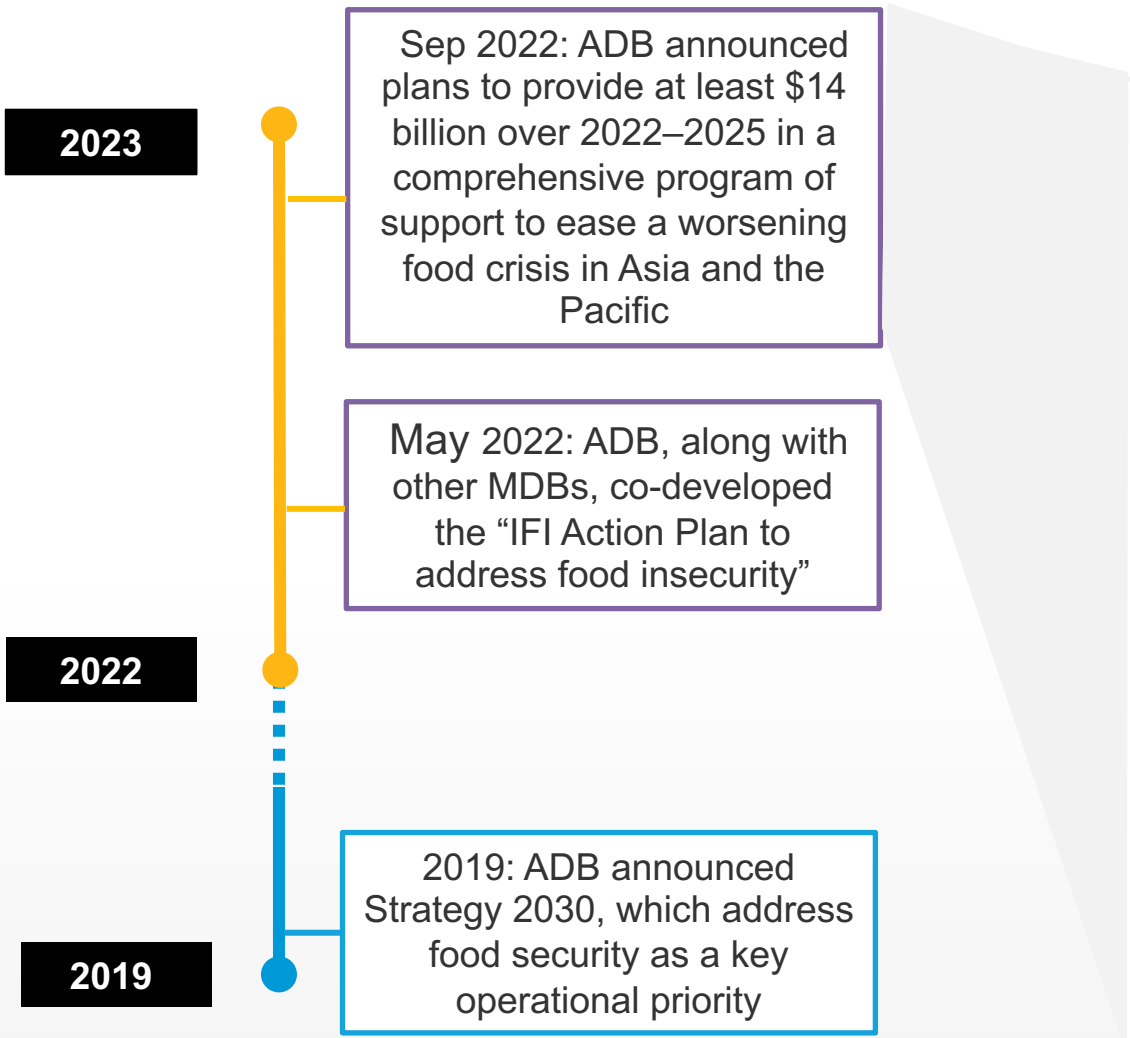 2023
Sep 2022: ADB announced
plans to provide at least $14
billion over 2022–2025 in a
comprehensive program of
support to ease a worsening
food crisis in Asia and the
Pacific
May 2022: ADB, along with
other MDBs, co-developed
the “IFI Action Plan to
address food insecurity”
2022
2019: ADB announced
Strategy 2030, which address
food security as a key
operational priority
2019